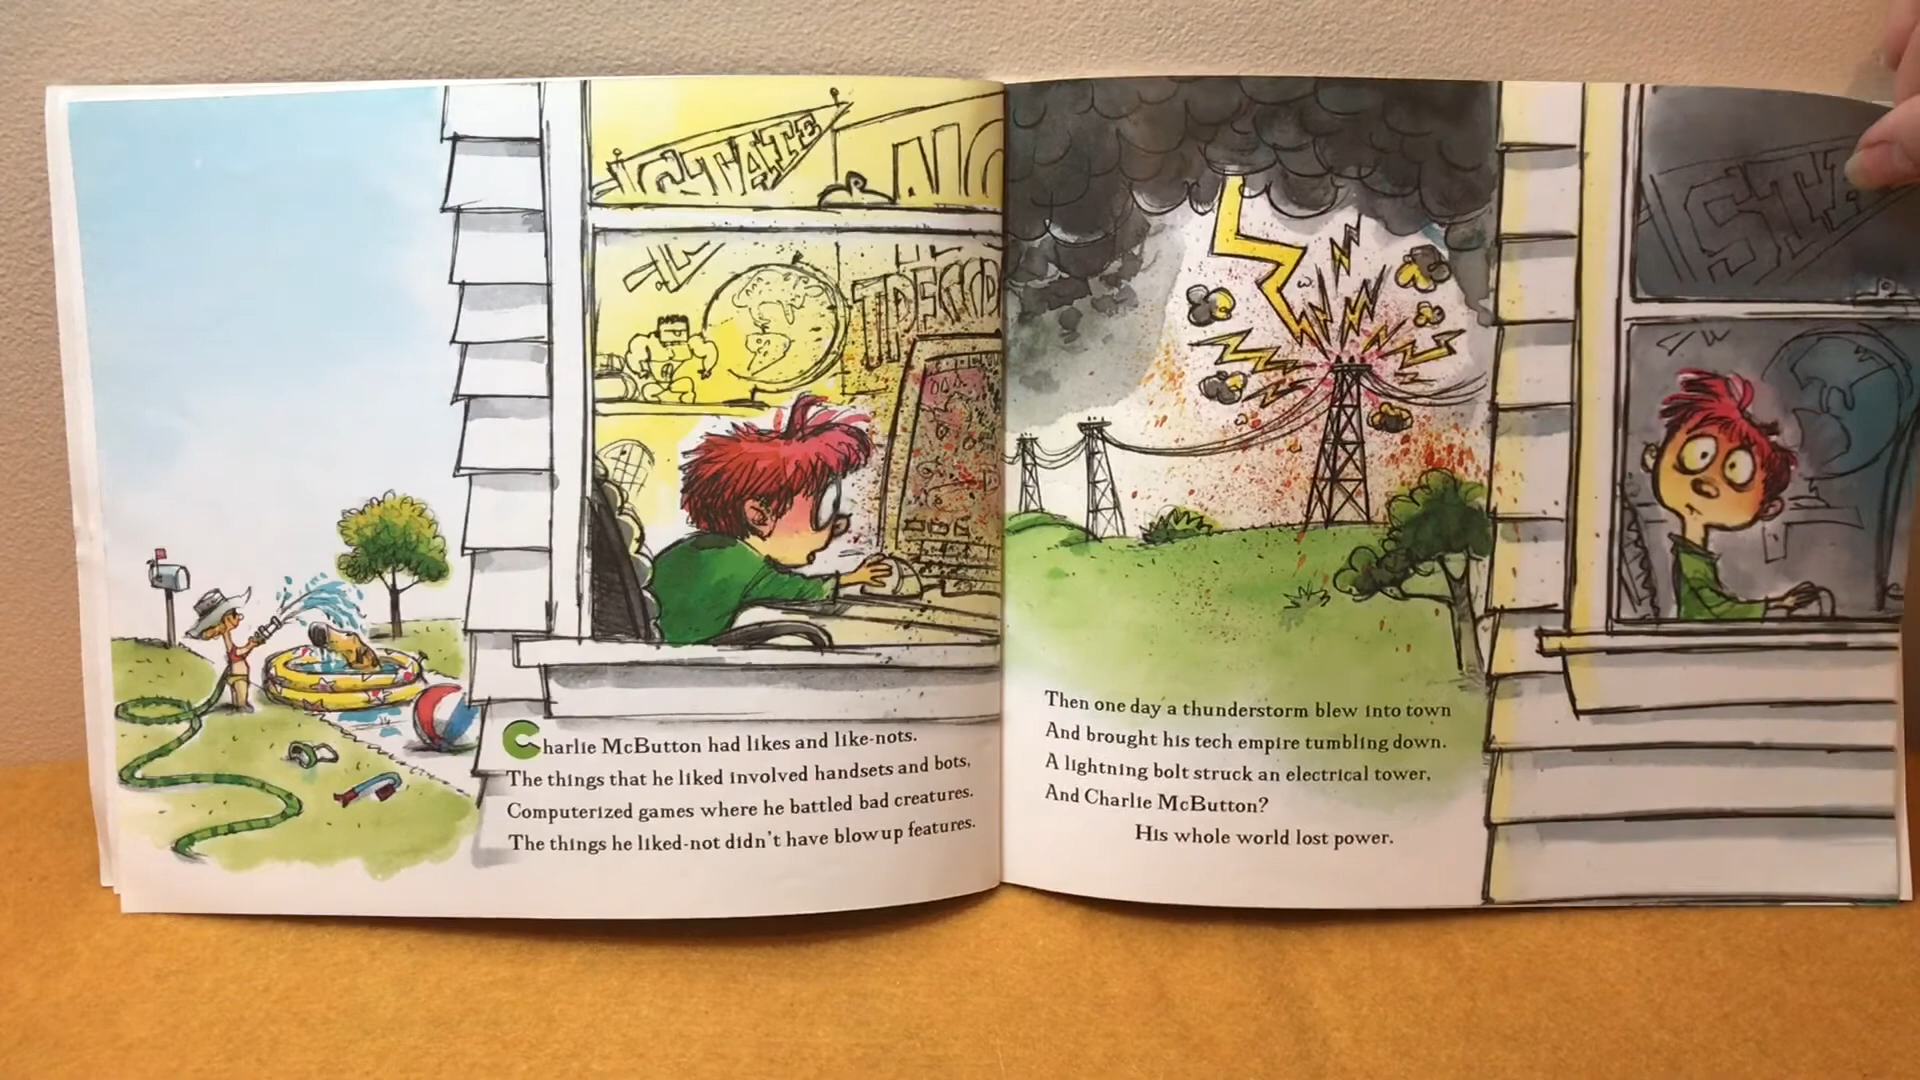 STATE
Charlie McButton had likes and like-nots.
The things that he liked involved handsets and bots,
Computerized games where he battled bad creatures.
The things he liked-not didn't have blow up features.
Then one day a thunderstorm blew into town
And brought his tech empire tumbling down.
A lightning bolt struck an electrical tower,
And Charlie McButton?
His whole world lost power.